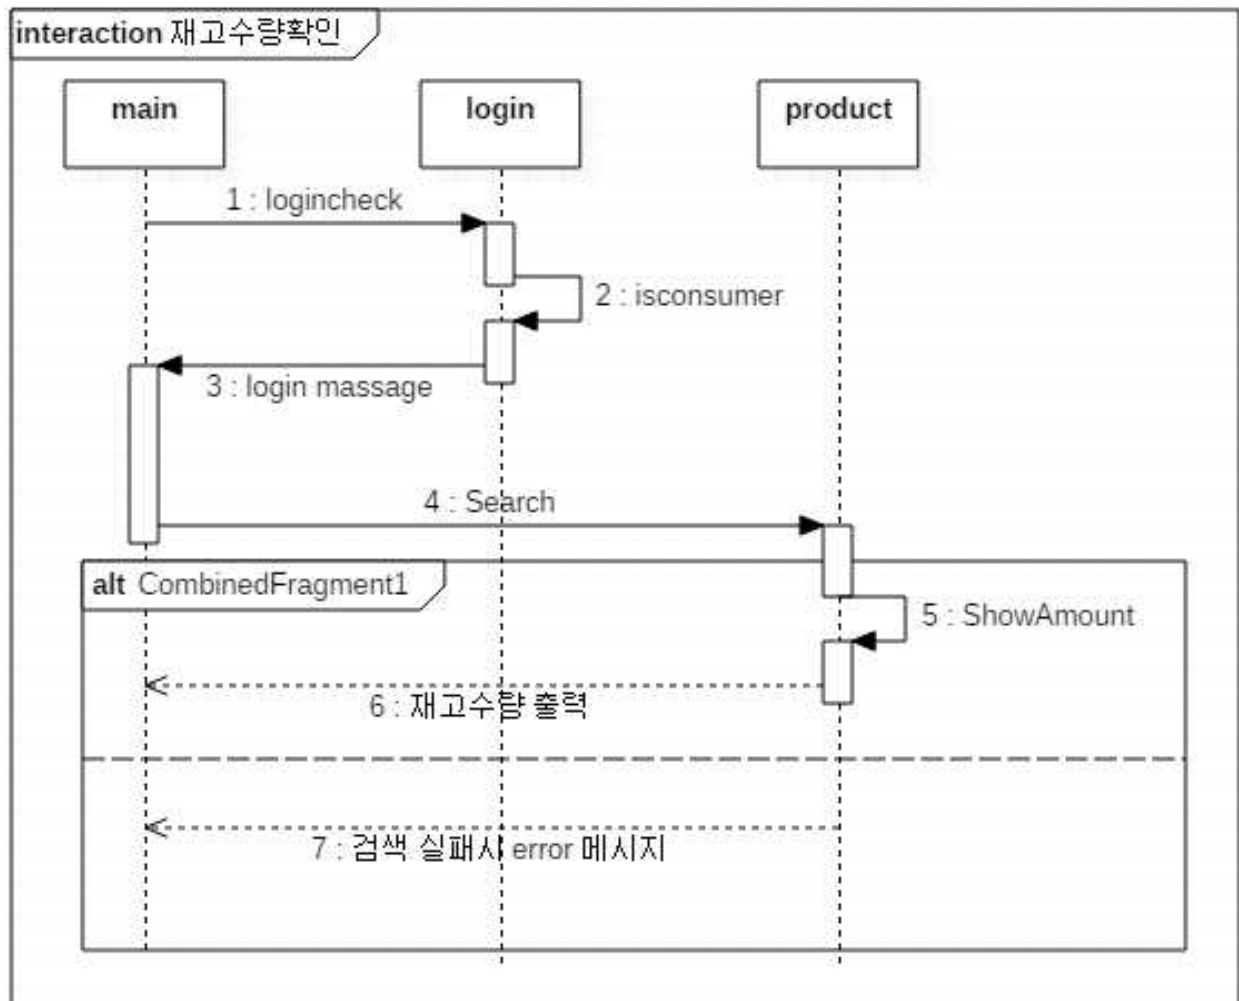 interaction 재고수량확인
main
login
product
1 : logincheck
2 : isconsumer
3 : login massage
4 : Search
alt CombinedFragment1
5 : ShowAmount
6 : 재고수량 출력
7 : 검색 실패시 error 메시지